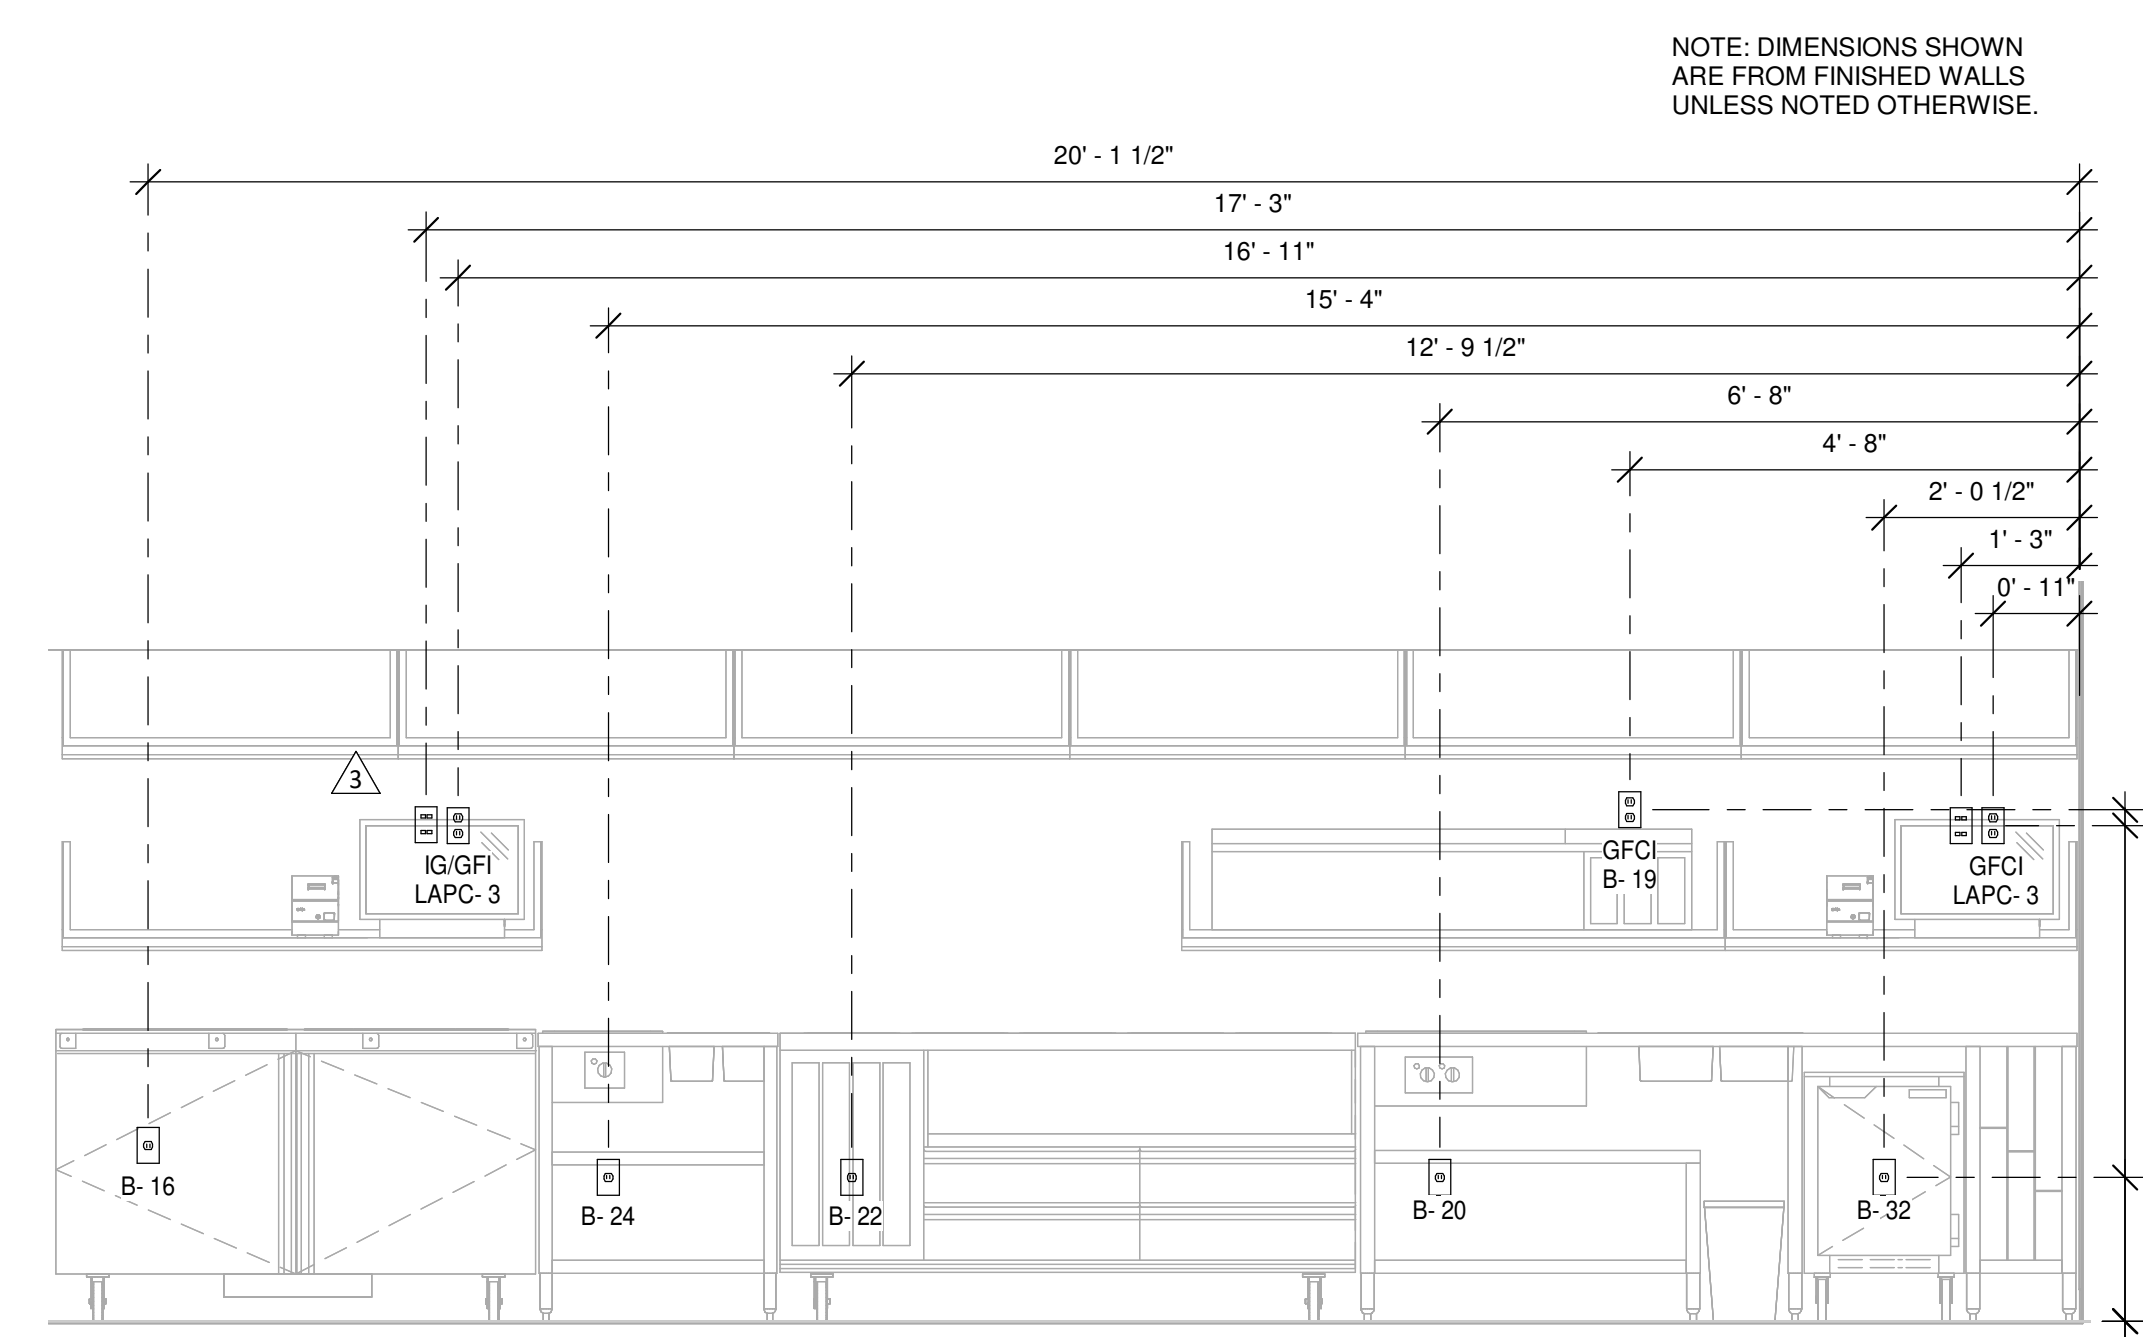 NOTE: DIMENSIONS SHOWN
ARE FROM FINISHED WALLS
UNLESS NOTED OTHERWISE.
20' - 1 1/2"
17' - 3"
16' - 11"
15' - 4"
12' - 9 1/2"
6' - 8"
4' - 8"
2' - 0 1/2"
1' - 3"
0' - 11"
3
IG/GFI
LAPC- 3
GFCI
B- 19
GFCI
LAPC- 3
B- 16
B- 24
B- 22
B- 20
B- 32